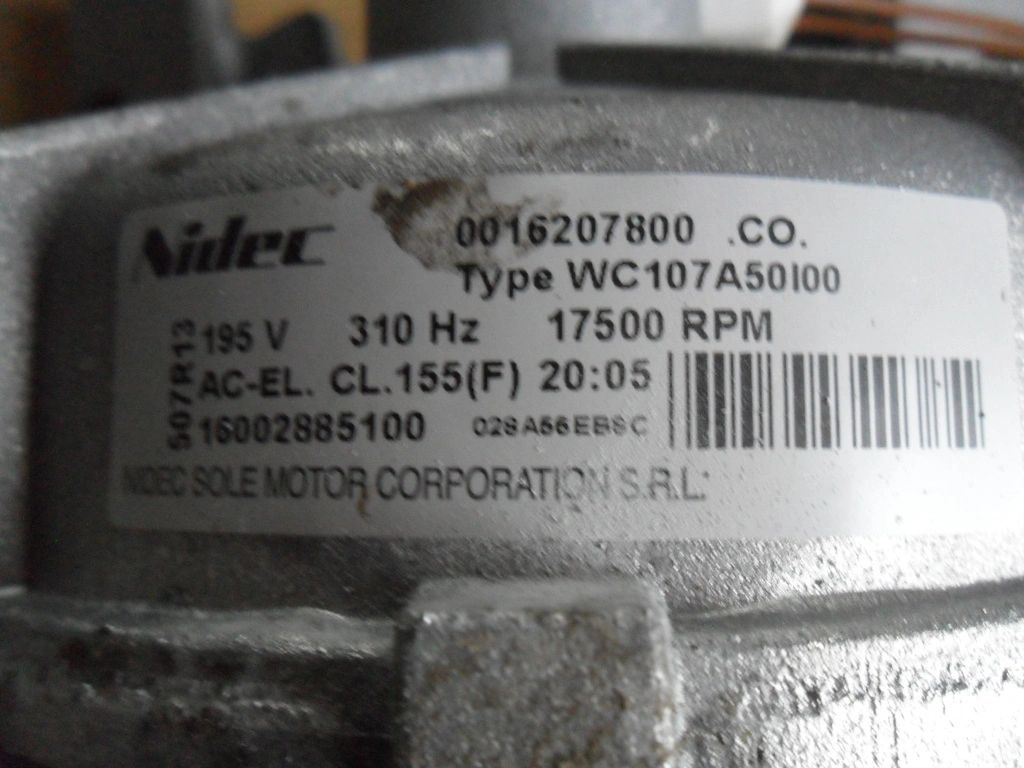 Nidec
0016207800 .CO.
Type WC107A50I00
195 V 310 Hz 17500 RPM
AC-EL. CL.155(F) 20:05
16002885100 028A56EB8C
507R13
NIDEC SOLE MOTOR CORPORATION S.R.L.